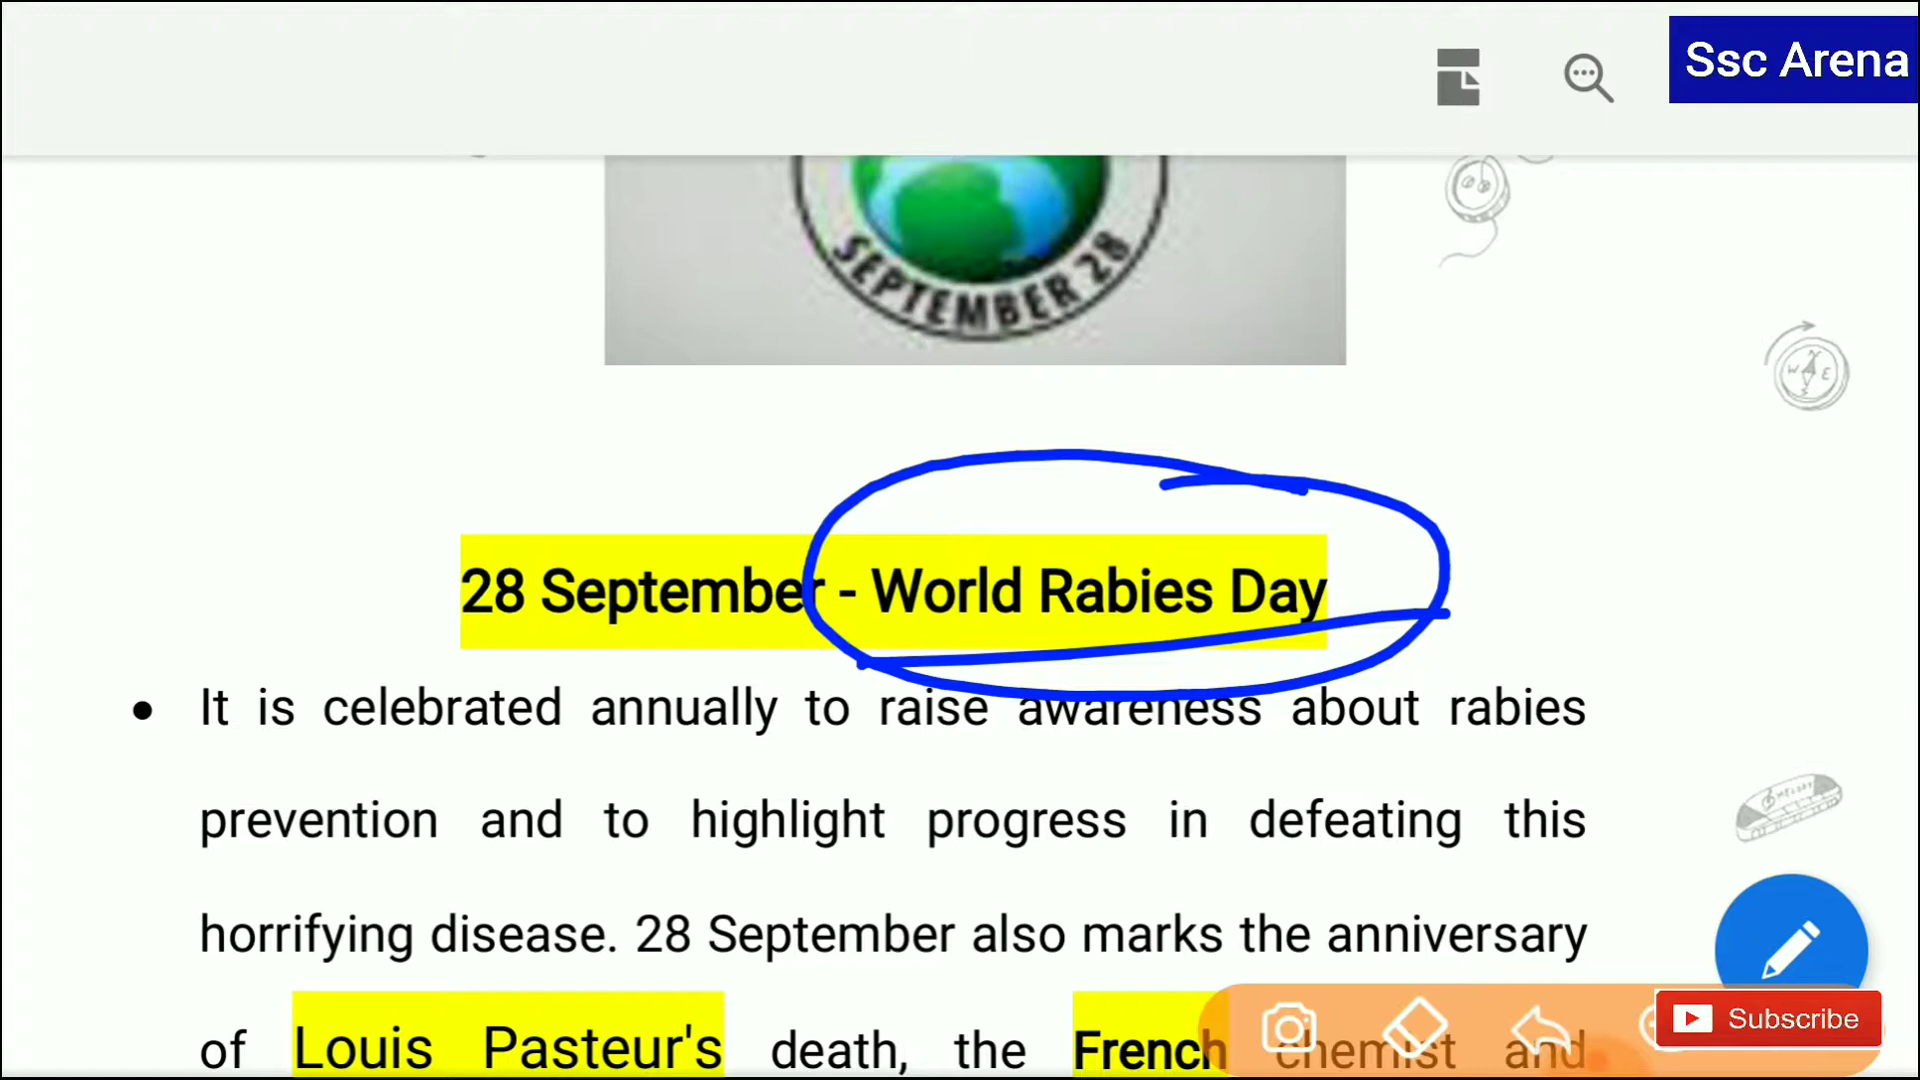 Ssc Arena
SEPTEMBER 28
28 September - World Rabies Day
• It is celebrated annually to raise awareness about rabies
prevention and to highlight progress in defeating this
horrifying disease. 28 September also marks the anniversary
of Louis Pasteur's death, the French chemist and
Subscribe